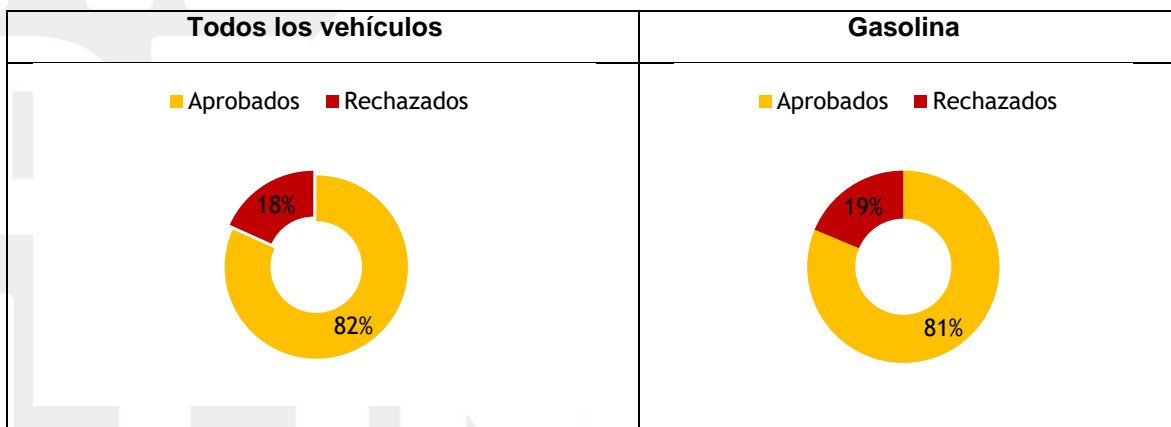 Todos los vehículos
Gasolina
Aprobados Rechazados
18%
82%
Aprobados Rechazados
19%
81%